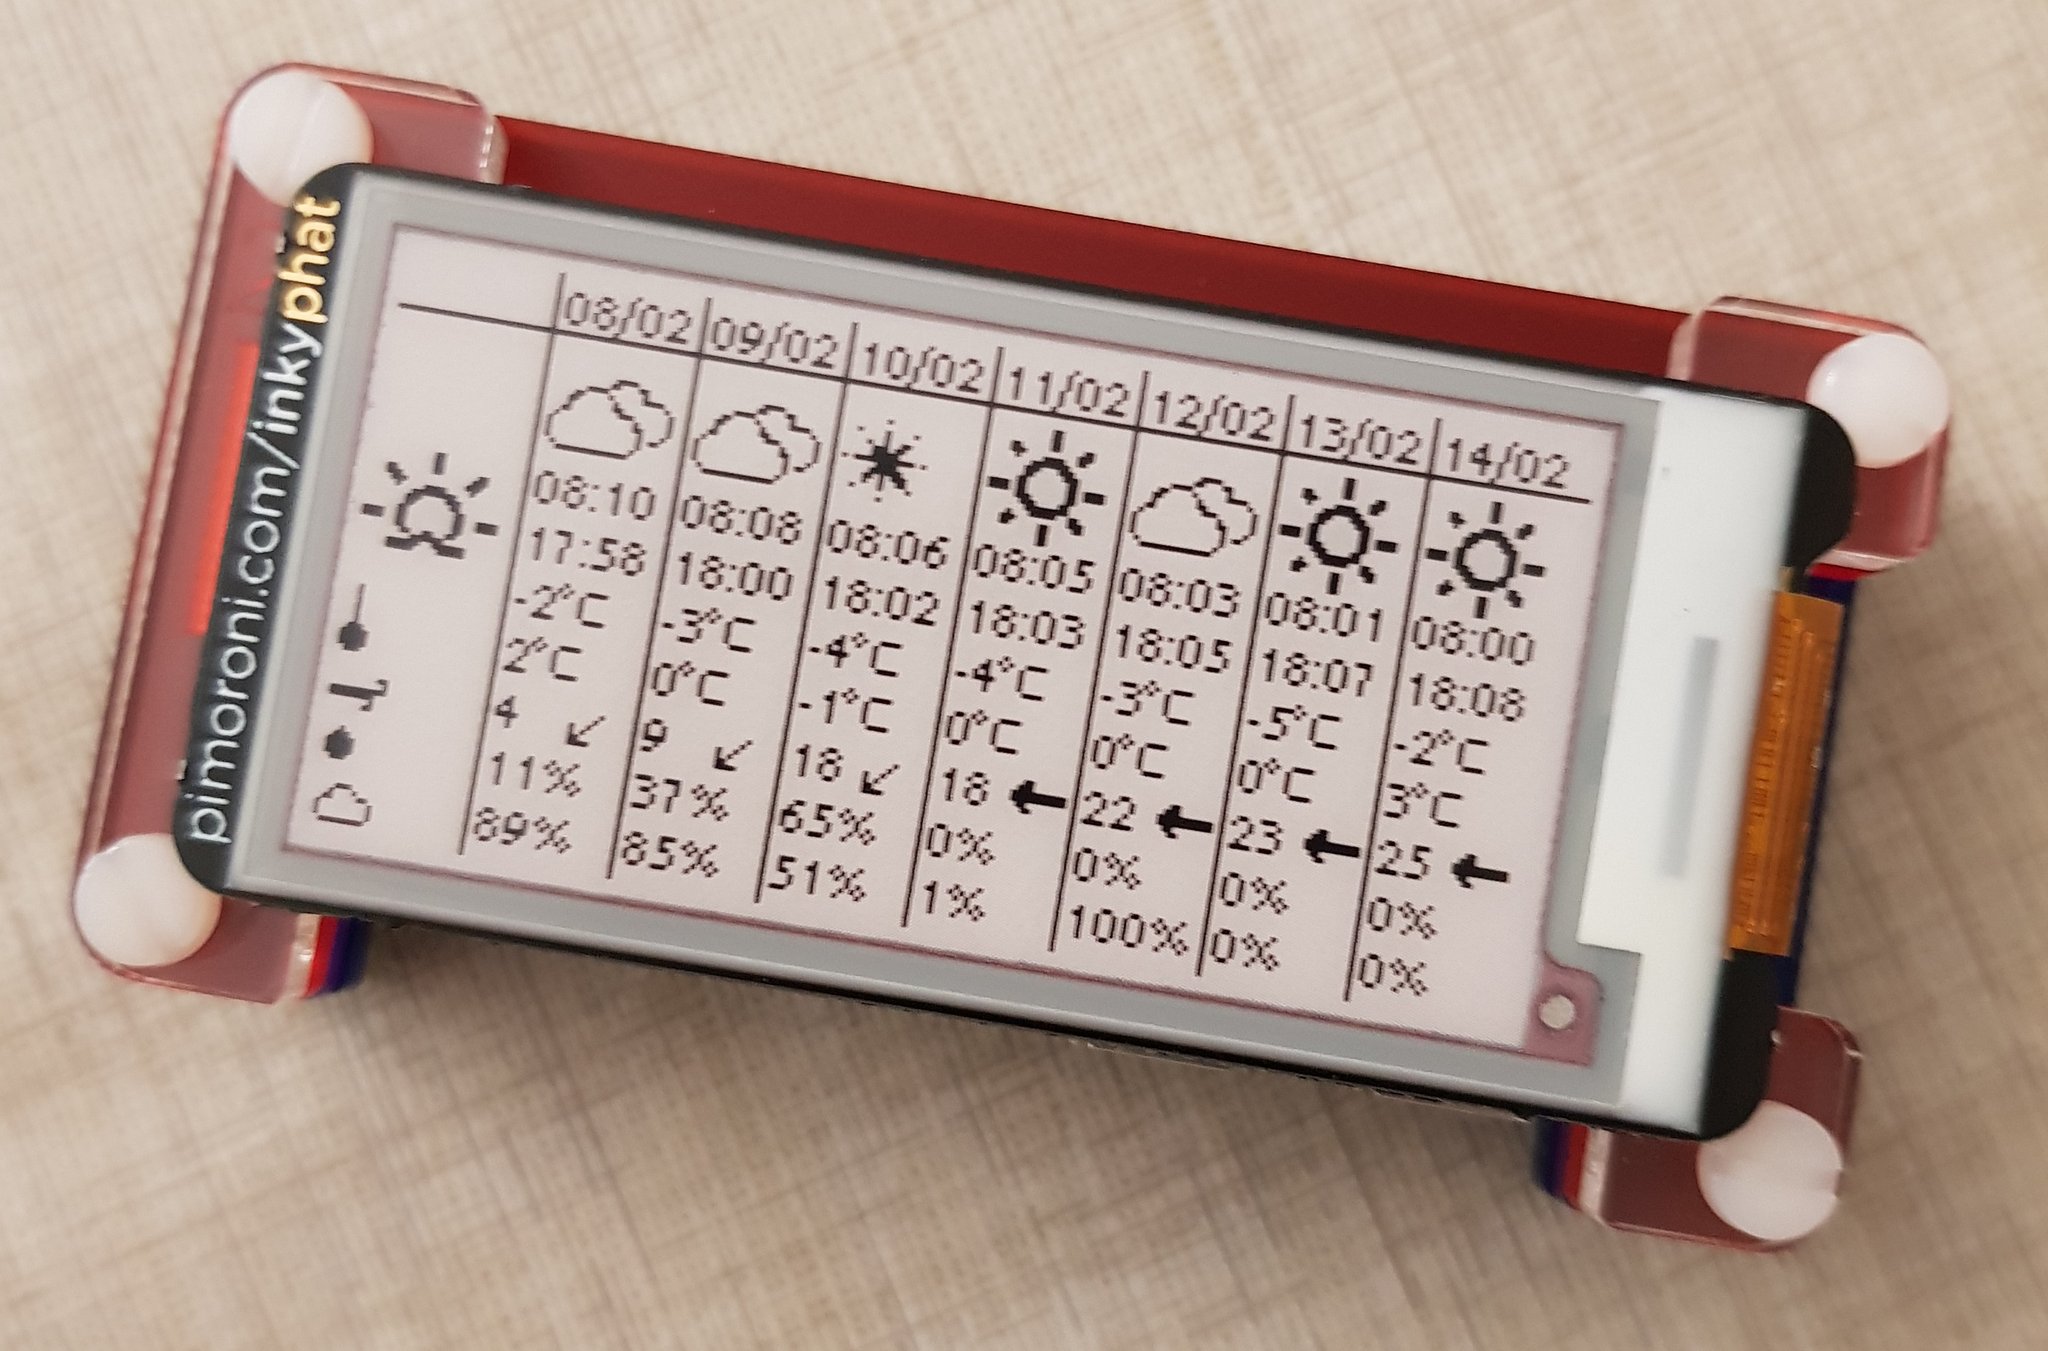 pimoroni.com/inkyphat
08/02 09/02 10/02 11/02 12/02 13/02 14/02
08:10 08:08 08:06 08:05 08:03 08:01 08:00
17:58 18:00 18:02 18:03 18:05 18:07 18:08
-2°C -3°C -4°C -4°C -3°C -5°C -2°C
2°C 0°C -1°C 0°C 0°C 0°C 3°C
4 9 18 18 22 23 25
11% 37% 65% 0% 0% 0% 0%
89% 85% 51% 1% 100% 0% 0%